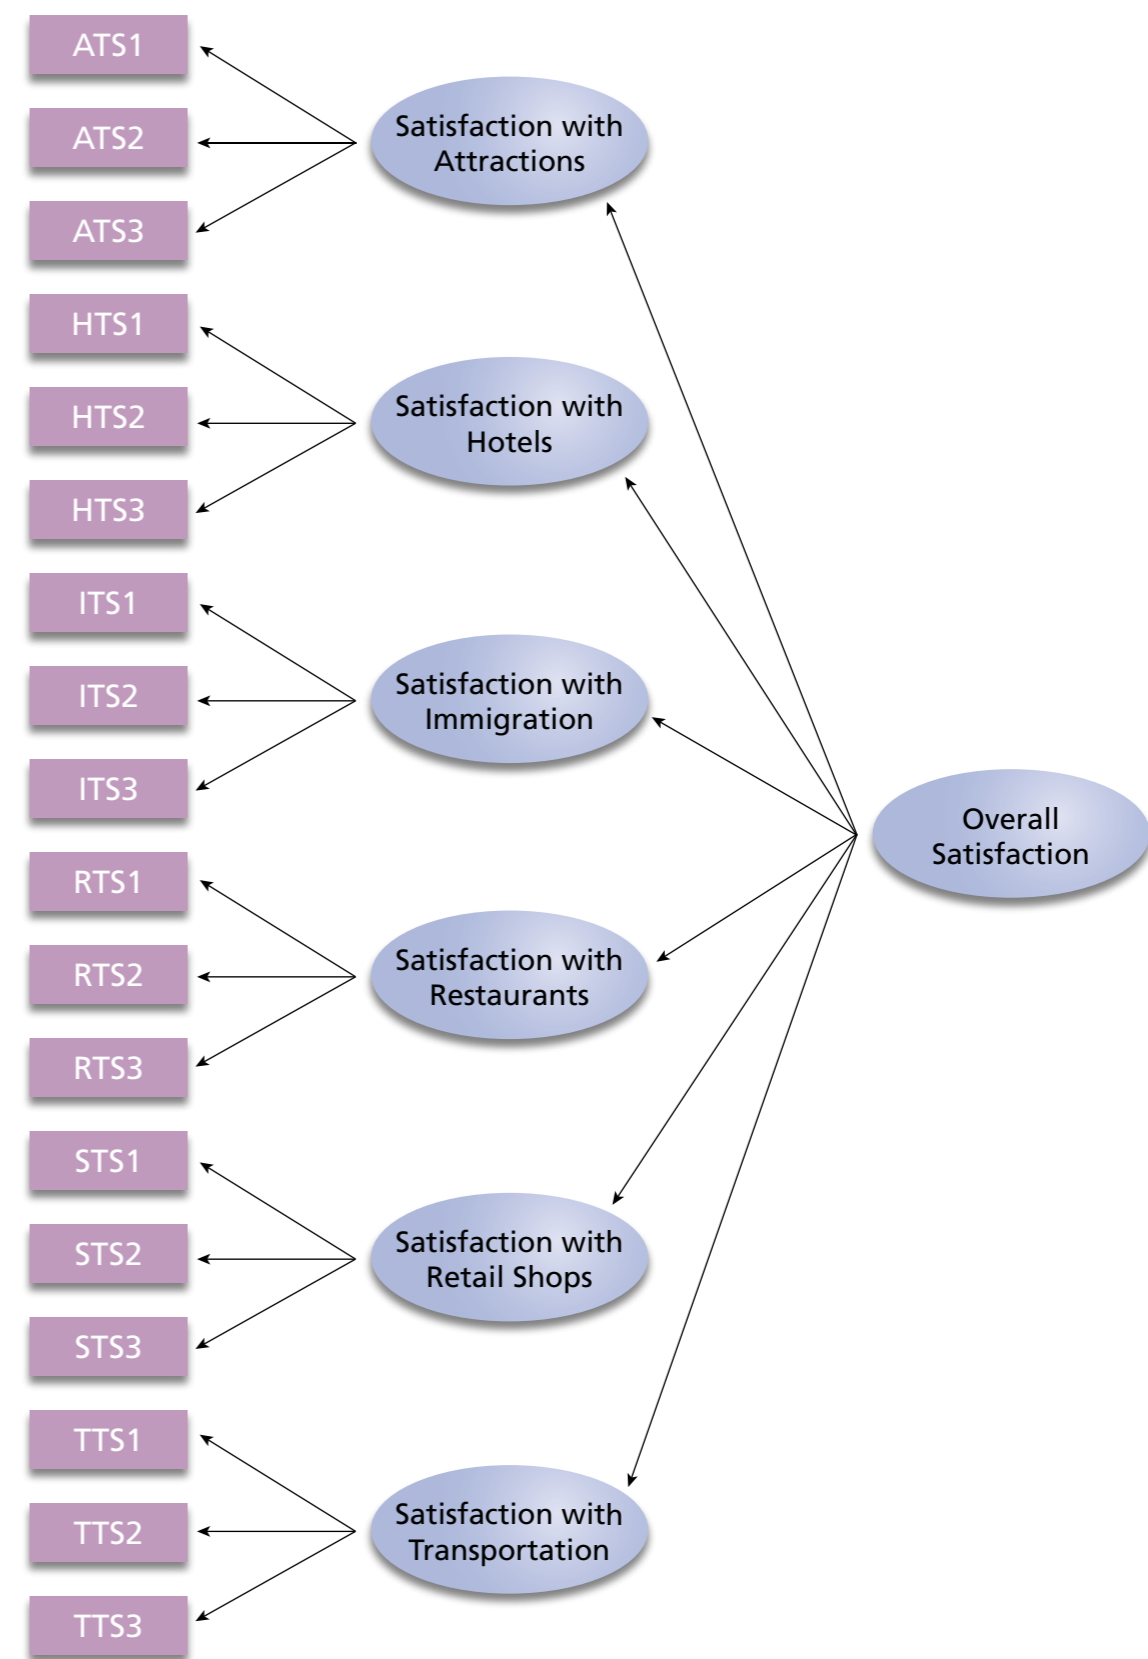 ATS1
ATS2
ATS3
Satisfaction with
Attractions
HTS1
HTS2
HTS3
Satisfaction with
Hotels
ITS1
ITS2
ITS3
Satisfaction with
Immigration
Overall
Satisfaction
RTS1
RTS2
RTS3
Satisfaction with
Restaurants
STS1
STS2
STS3
Satisfaction with
Retail Shops
TTS1
TTS2
TTS3
Satisfaction with
Transportation